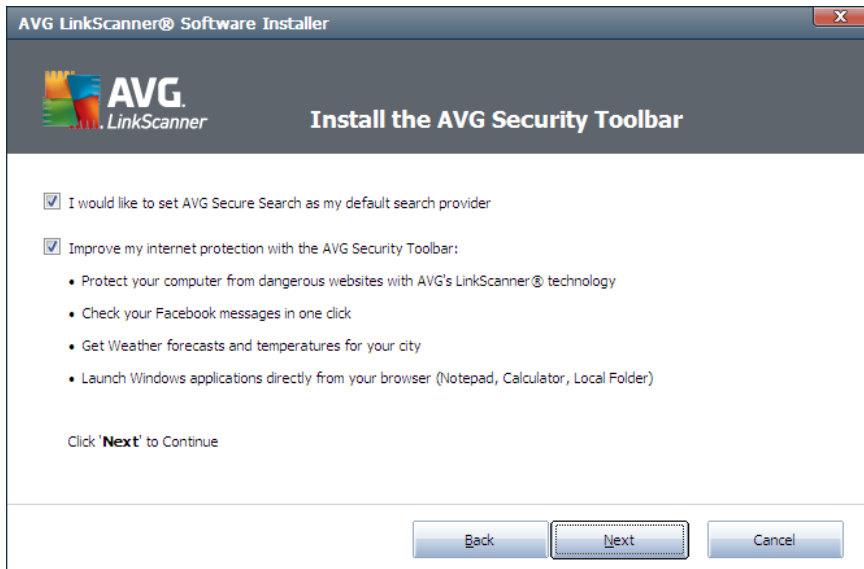 AVG LinkScanner® Software Installer
X
AVG.
LinkScanner
Install the AVG Security Toolbar
I would like to set AVG Secure Search as my default search provider
Improve my internet protection with the AVG Security Toolbar:
• Protect your computer from dangerous websites with AVG's LinkScanner® technology
• Check your Facebook messages in one click
• Get Weather forecasts and temperatures for your city
• Launch Windows applications directly from your browser (Notepad, Calculator, Local Folder)
Click 'Next' to Continue
Back
Next
Cancel